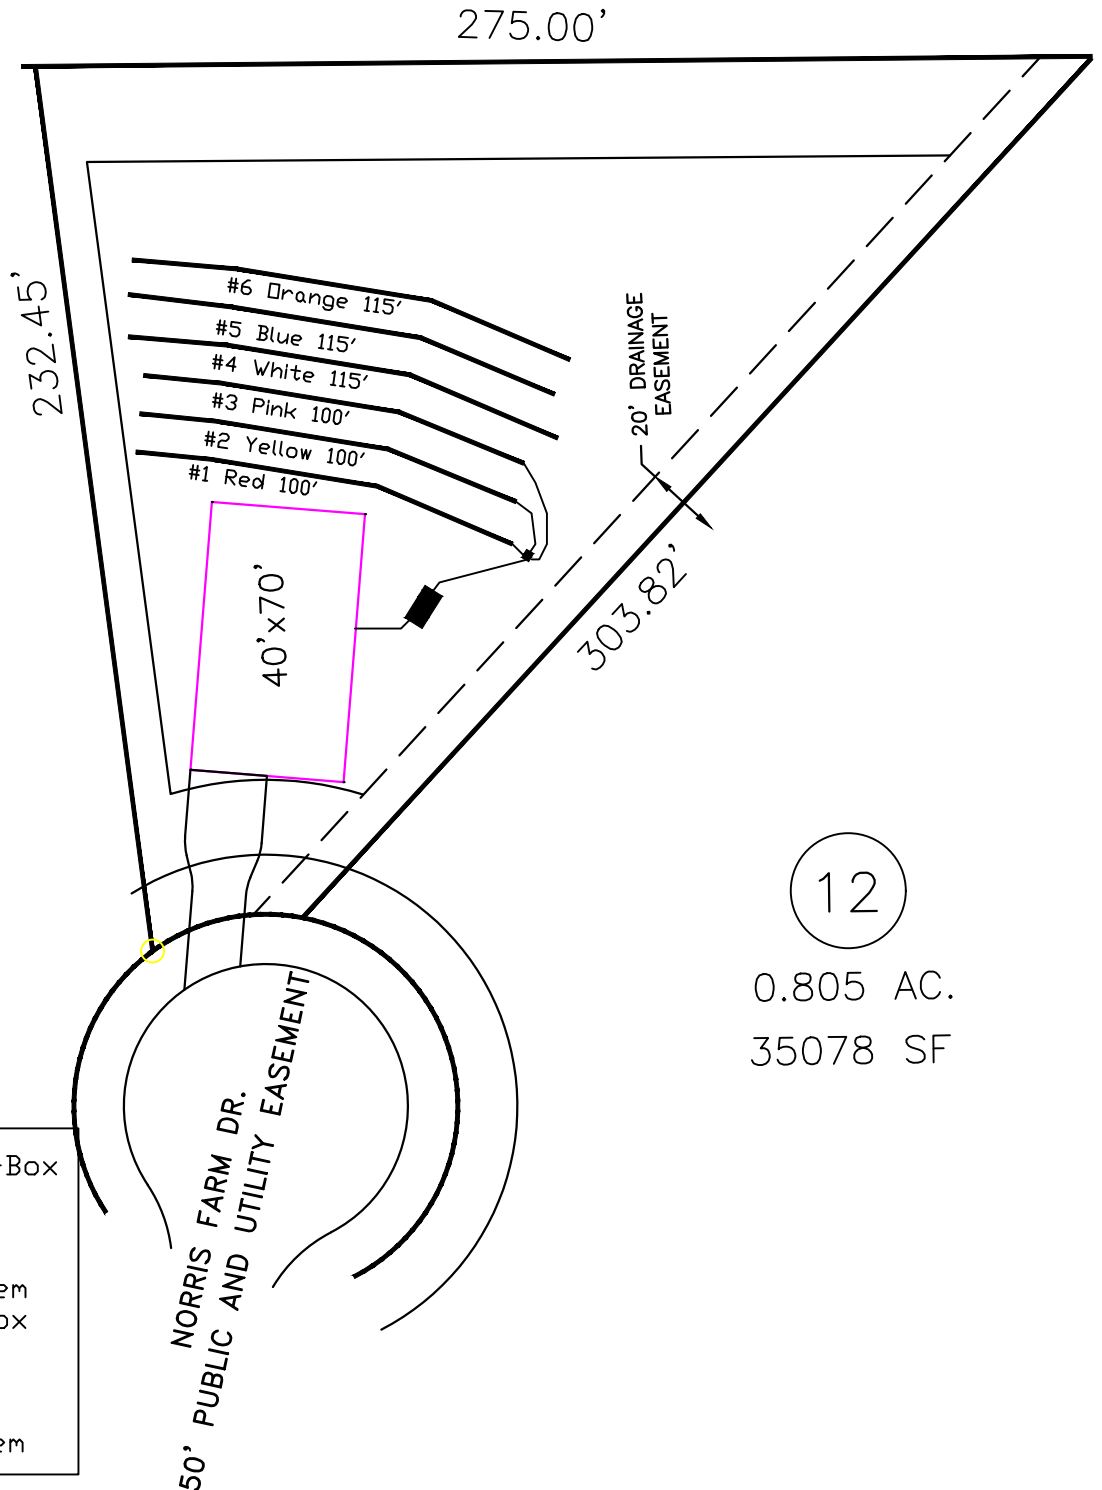 275.00'
232.45'
#6 Orange 115'
#5 Blue 115'
#4 White 115'
#3 Pink 100'
#2 Yellow 100'
#1 Red 100'
20' DRAINAGE
EASEMENT
303.82'
40'x70'
12
0.805 AC.
35078 SF
NORRIS FARM DR.
50' PUBLIC AND UTILITY EASEMENT
-Box
em
ox
em